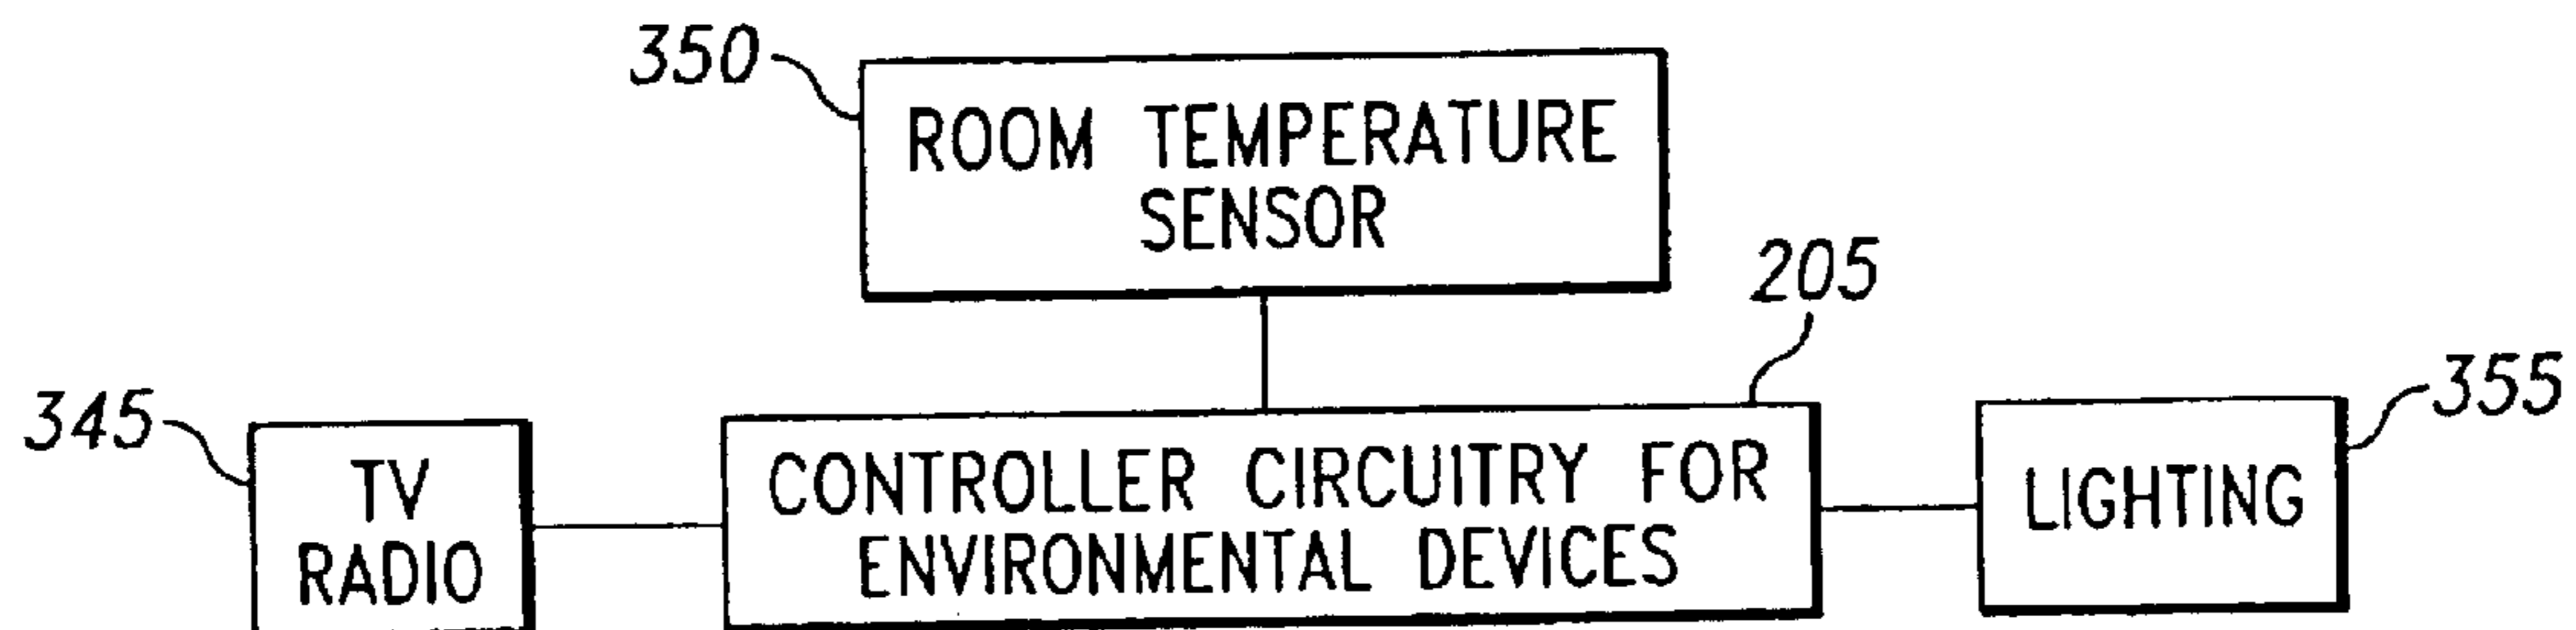 350
ROOM TEMPERATURE
SENSOR
205
345
TV
RADIO
CONTROLLER CIRCUITRY FOR
ENVIRONMENTAL DEVICES
355
LIGHTING